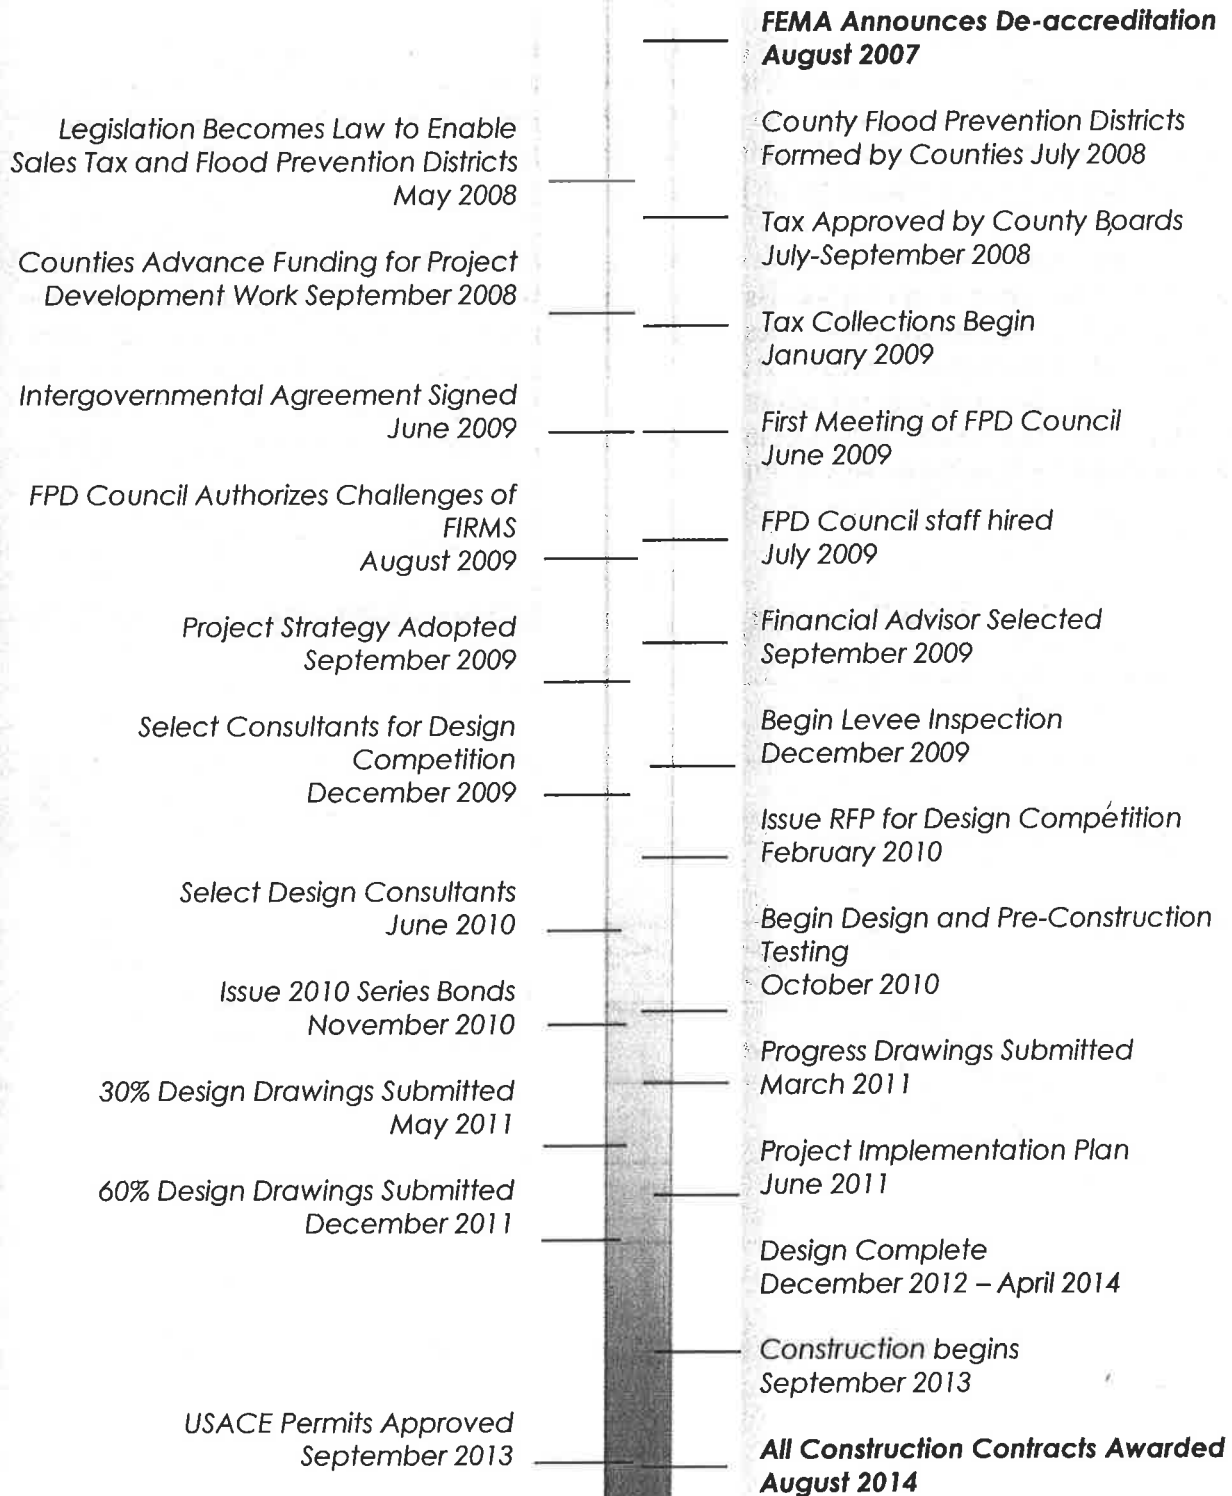 FEMA Announces De-accreditation
August 2007
Legislation Becomes Law to Enable
Sales Tax and Flood Prevention Districts
May 2008
County Flood Prevention Districts
Formed by Counties July 2008
Tax Approved by County Boards
July-September 2008
Counties Advance Funding for Project
Development Work September 2008
Tax Collections Begin
January 2009
Intergovernmental Agreement Signed
June 2009
First Meeting of FPD Council
June 2009
FPD Council Authorizes Challenges of
FIRMS
August 2009
FPD Council staff hired
July 2009
Project Strategy Adopted
September 2009
Financial Advisor Selected
September 2009
Select Consultants for Design
Competition
December 2009
Begin Levee Inspection
December 2009
Issue RFP for Design Competition
February 2010
Select Design Consultants
June 2010
Begin Design and Pre-Construction
Testing
October 2010
Issue 2010 Series Bonds
November 2010
Progress Drawings Submitted
March 2011
30% Design Drawings Submitted
May 2011
Project Implementation Plan
June 2011
60% Design Drawings Submitted
December 2011
Design Complete
December 2012 – April 2014
Construction begins
September 2013
USACE Permits Approved
September 2013
All Construction Contracts Awarded
August 2014